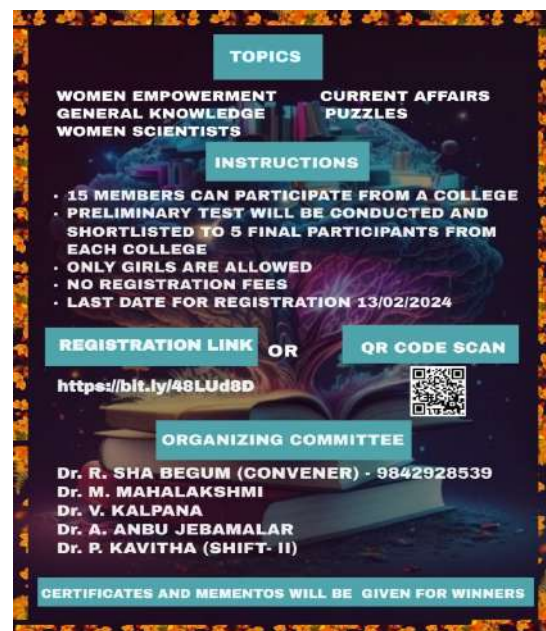 TOPICS
WOMEN EMPOWERMENT CURRENT AFFAIRS
GENERAL KNOWLEDGE PUZZLES
WOMEN SCIENTISTS
INSTRUCTIONS
• 15 MEMBERS CAN PARTICIPATE FROM A COLLEGE
• PRELIMINARY TEST WILL BE CONDUCTED AND
SHORTLISTED TO 5 FINAL PARTICIPANTS FROM
EACH COLLEGE
• ONLY GIRLS ARE ALLOWED
• NO REGISTRATION FEES
• LAST DATE FOR REGISTRATION 13/02/2024
REGISTRATION LINK OR QR CODE SCAN
https://bit.ly/48LUd8D
ORGANIZING COMMITTEE
Dr. R. SHA BEGUM (CONVENER) - 9842928539
Dr. M. MAHALAKSHMI
Dr. V. KALPANA
Dr. A. ANBU JEBAMALAR
Dr. P. KAVITHA (SHIFT- II)
CERTIFICATES AND MEMENTOS WILL BE GIVEN FOR WINNERS